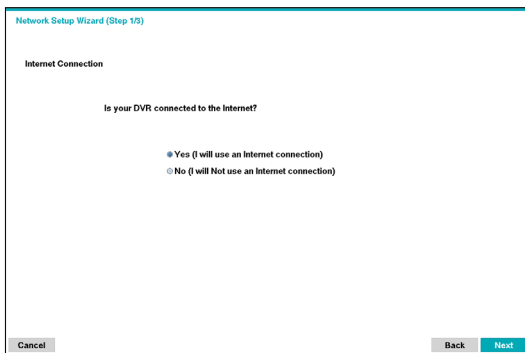 Network Setup Wizard (Step 1/3)
Internet Connection
Is your DVR connected to the Internet?
Yes (I will use an Internet connection)
No (I will Not use an Internet connection)
Cancel Back Next